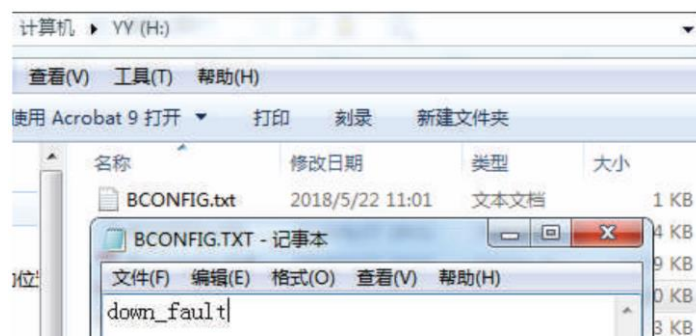 计算机 ▶ YY (H:)
查看(V) 工具(T) 帮助(H)
使用 Acrobat 9 打开 ▼ 打印 刻录 新建文件夹
名称 修改日期 类型 大小
BCONFIG.txt 2018/5/22 11:01 文本文档 1 KB
BCONFIG.TXT - 记事本 4 KB
9 KB
文件(F) 编辑(E) 格式(O) 查看(V) 帮助(H)
0 KB
down_fault
3 KB